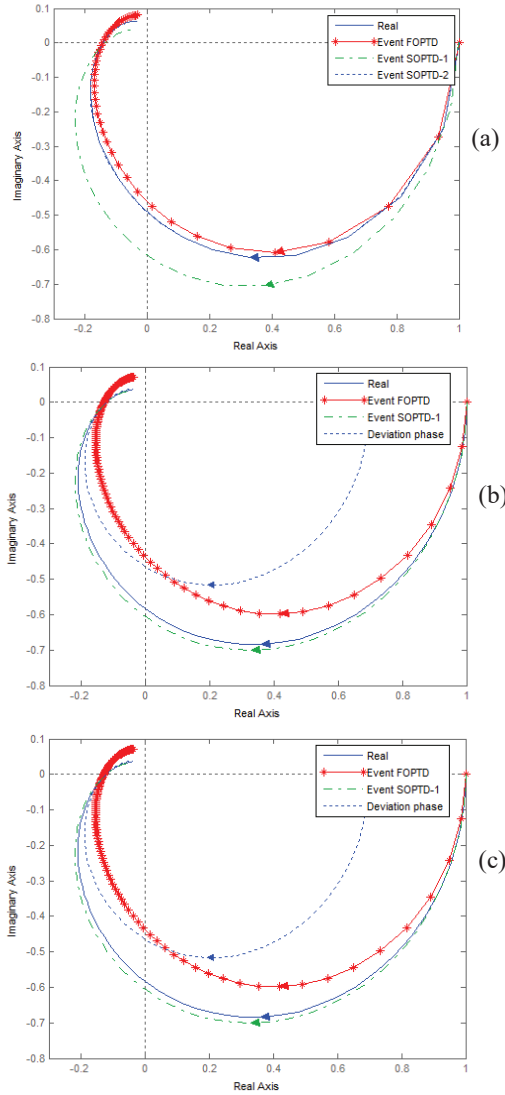 0.1
0
-0.1
-0.2
-0.3
-0.4
-0.5
-0.6
-0.7
-0.8
-0.2
0
0.2
0.4
0.6
0.8
1
Real Axis
Imaginary Axis
Real
Event FOPTD
Event SOPTD-1
Event SOPTD-2
(a)
0.1
0
-0.1
-0.2
-0.3
-0.4
-0.5
-0.6
-0.7
-0.8
-0.2
0
0.2
0.4
0.6
0.8
1
Real Axis
Imaginary Axis
Real
Event FOPTD
Event SOPTD-1
Deviation phase
(b)
0.1
0
-0.1
-0.2
-0.3
-0.4
-0.5
-0.6
-0.7
-0.8
-0.2
0
0.2
0.4
0.6
0.8
1
Real Axis
Imaginary Axis
Real
Event FOPTD
Event SOPTD-1
Deviation phase
(c)